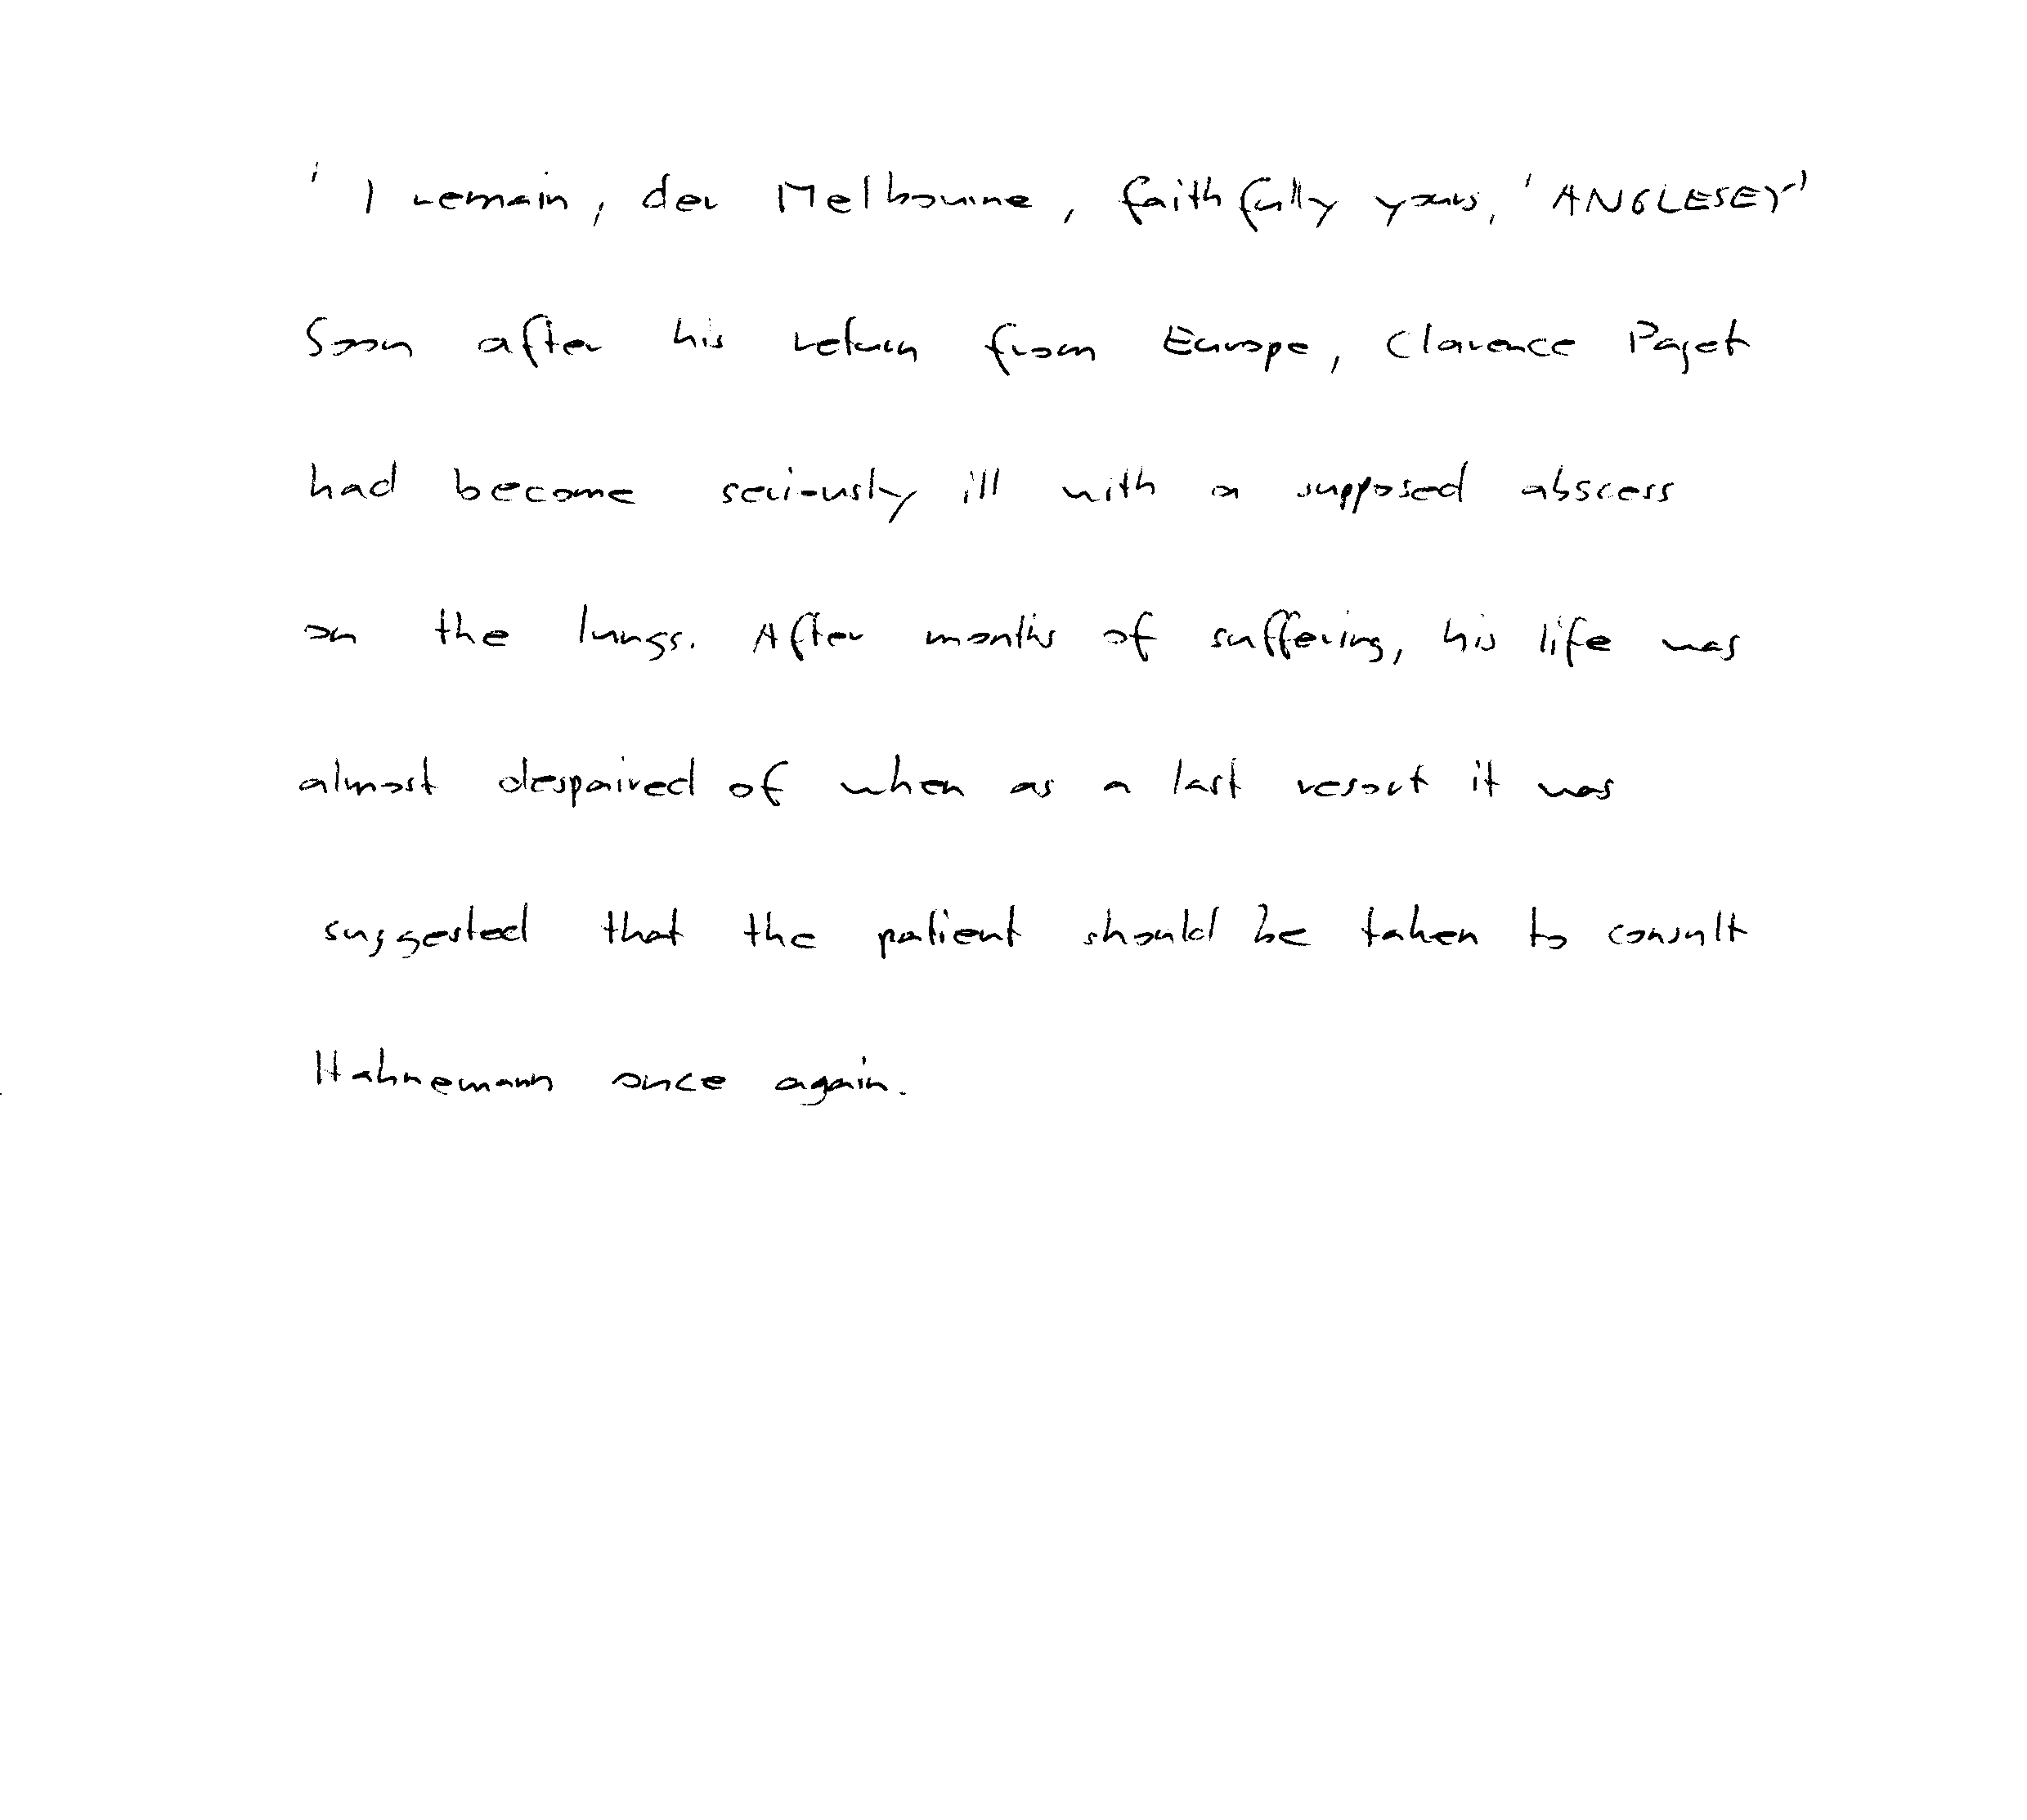 ' I remain, der Melbourne, faithfully yours, 'ANGLESEY'
Soon after his return from Europe, Clarence Paget
had become seriously ill with a supposed abscess
on the lungs. After months of suffering, his life was
almost despaired of when as a last resort it was
suggested that the patient should be taken to consult
Hahnemann once again.